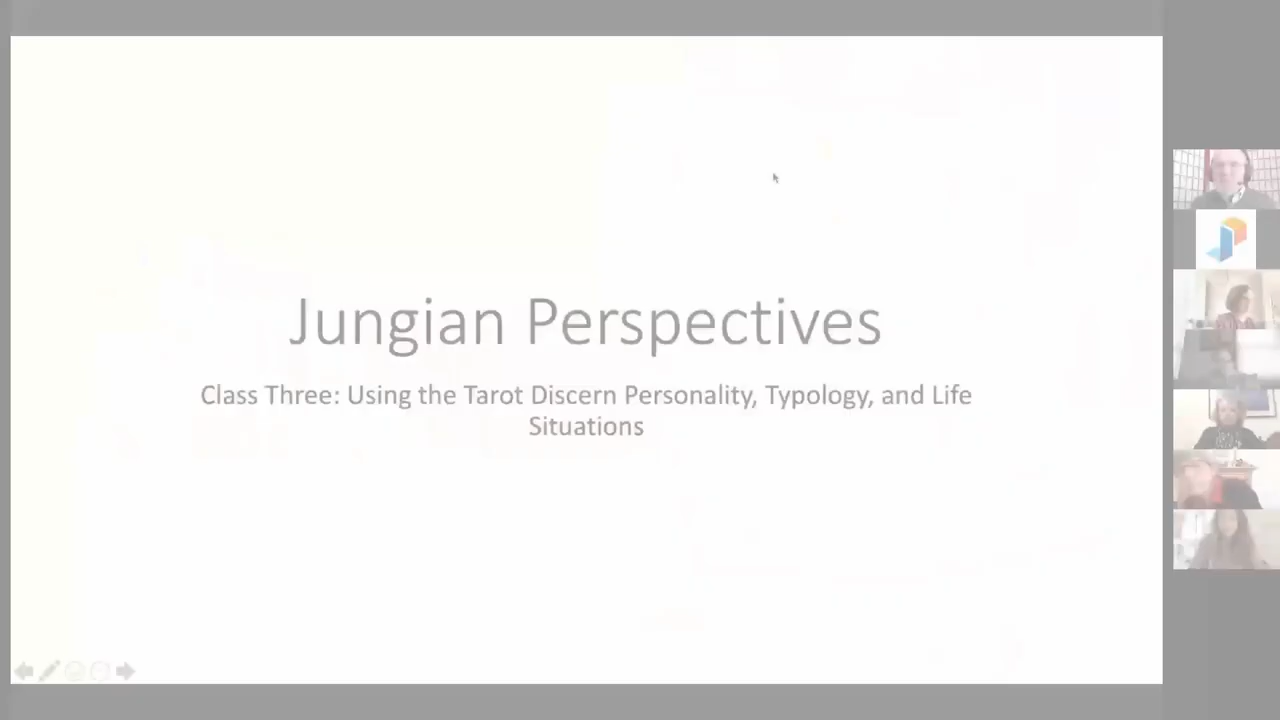 Jungian Perspectives
Class Three: Using the Tarot Discern Personality, Typology, and Life
Situations